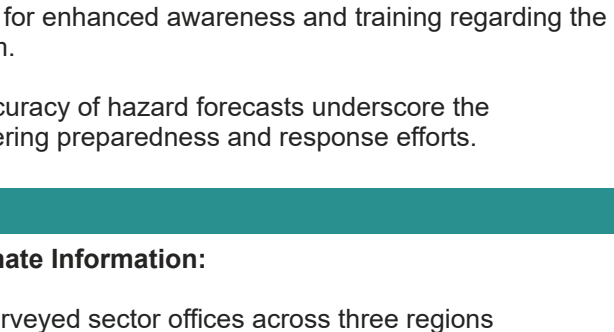 for enhanced awareness and training regarding the
n.
curacy of hazard forecasts underscore the
ering preparedness and response efforts.
nate Information:
rveyed sector offices across three regions